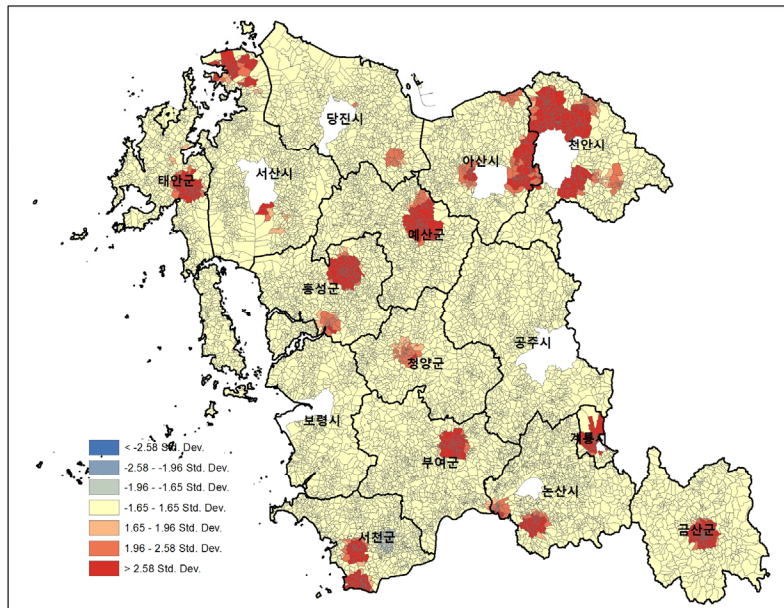 당진시
천안시
아산시
서산시
태안군
예산군
홍성군
공주시
청양군
보령시
계룡시
부여군
논산시
금산군
서천군
< -2.58 Std. Dev.
-2.58 - -1.96 Std. Dev.
-1.96 - -1.65 Std. Dev.
-1.65 - 1.65 Std. Dev.
1.65 - 1.96 Std. Dev.
1.96 - 2.58 Std. Dev.
> 2.58 Std. Dev.